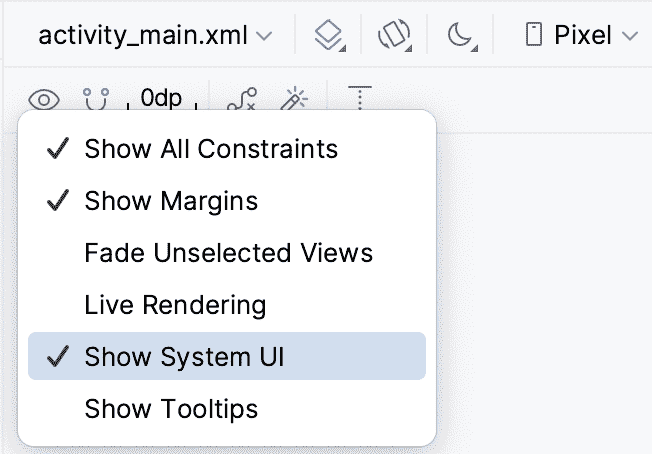 activity_main.xml Pixel
0dp
Show All Constraints
Show Margins
Fade Unselected Views
Live Rendering
Show System UI
Show Tooltips